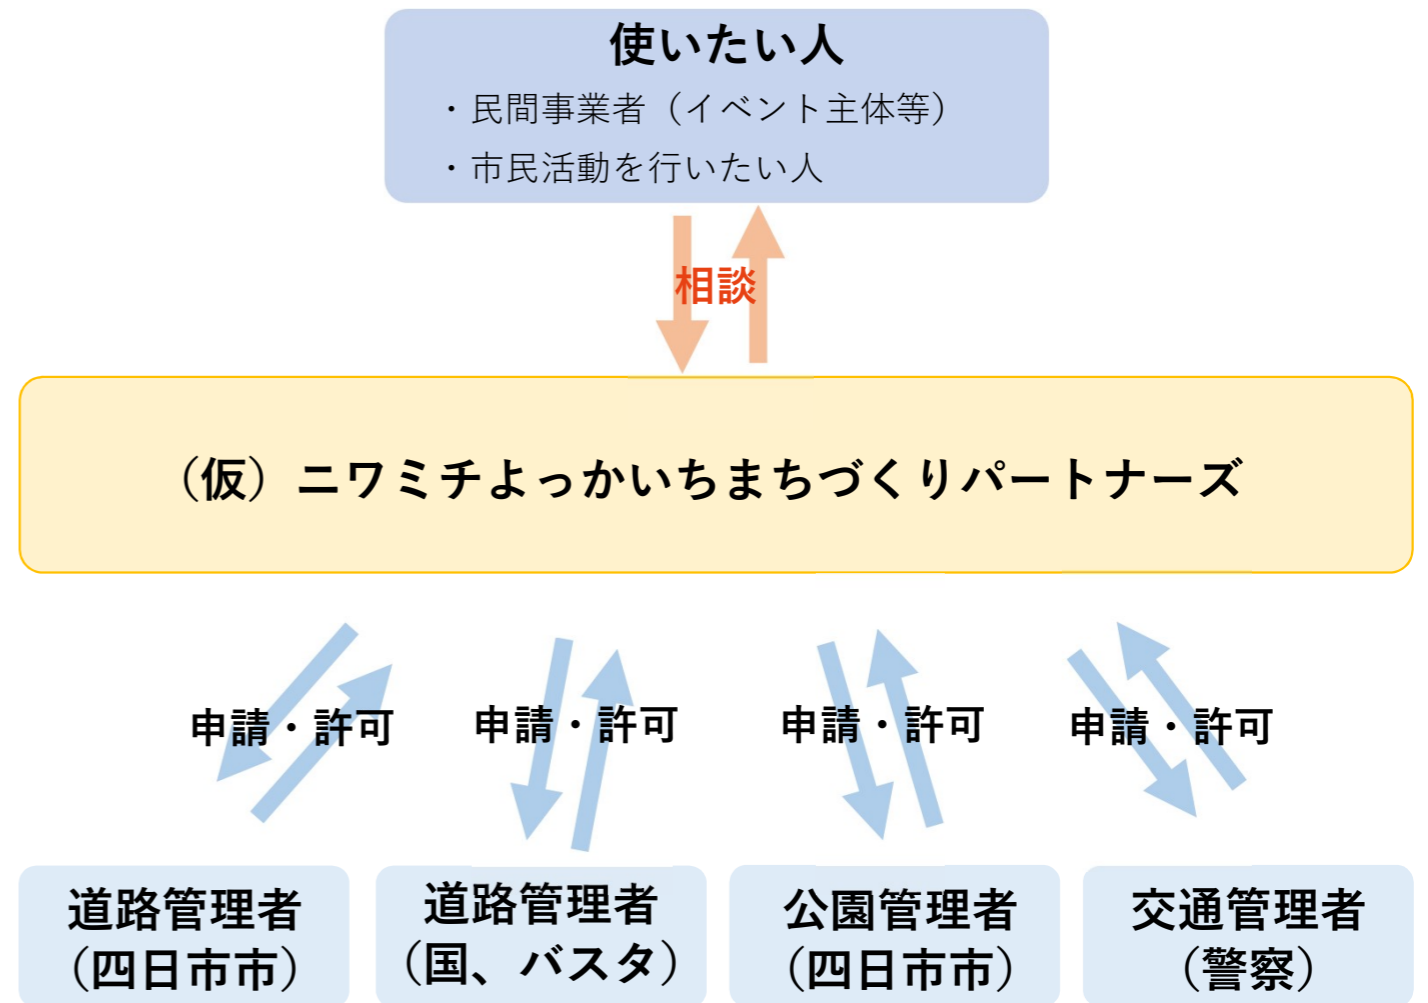 使いたい人
・民間事業者（イベント主体等）
・市民活動を行いたい人
相談
（仮）ニワミチよっかいちまちづくりパートナーズ
申請・許可
申請・許可
申請・許可
申請・許可
道路管理者
（四日市市）
道路管理者
（国、バスタ）
公園管理者
（四日市市）
交通管理者
（警察）